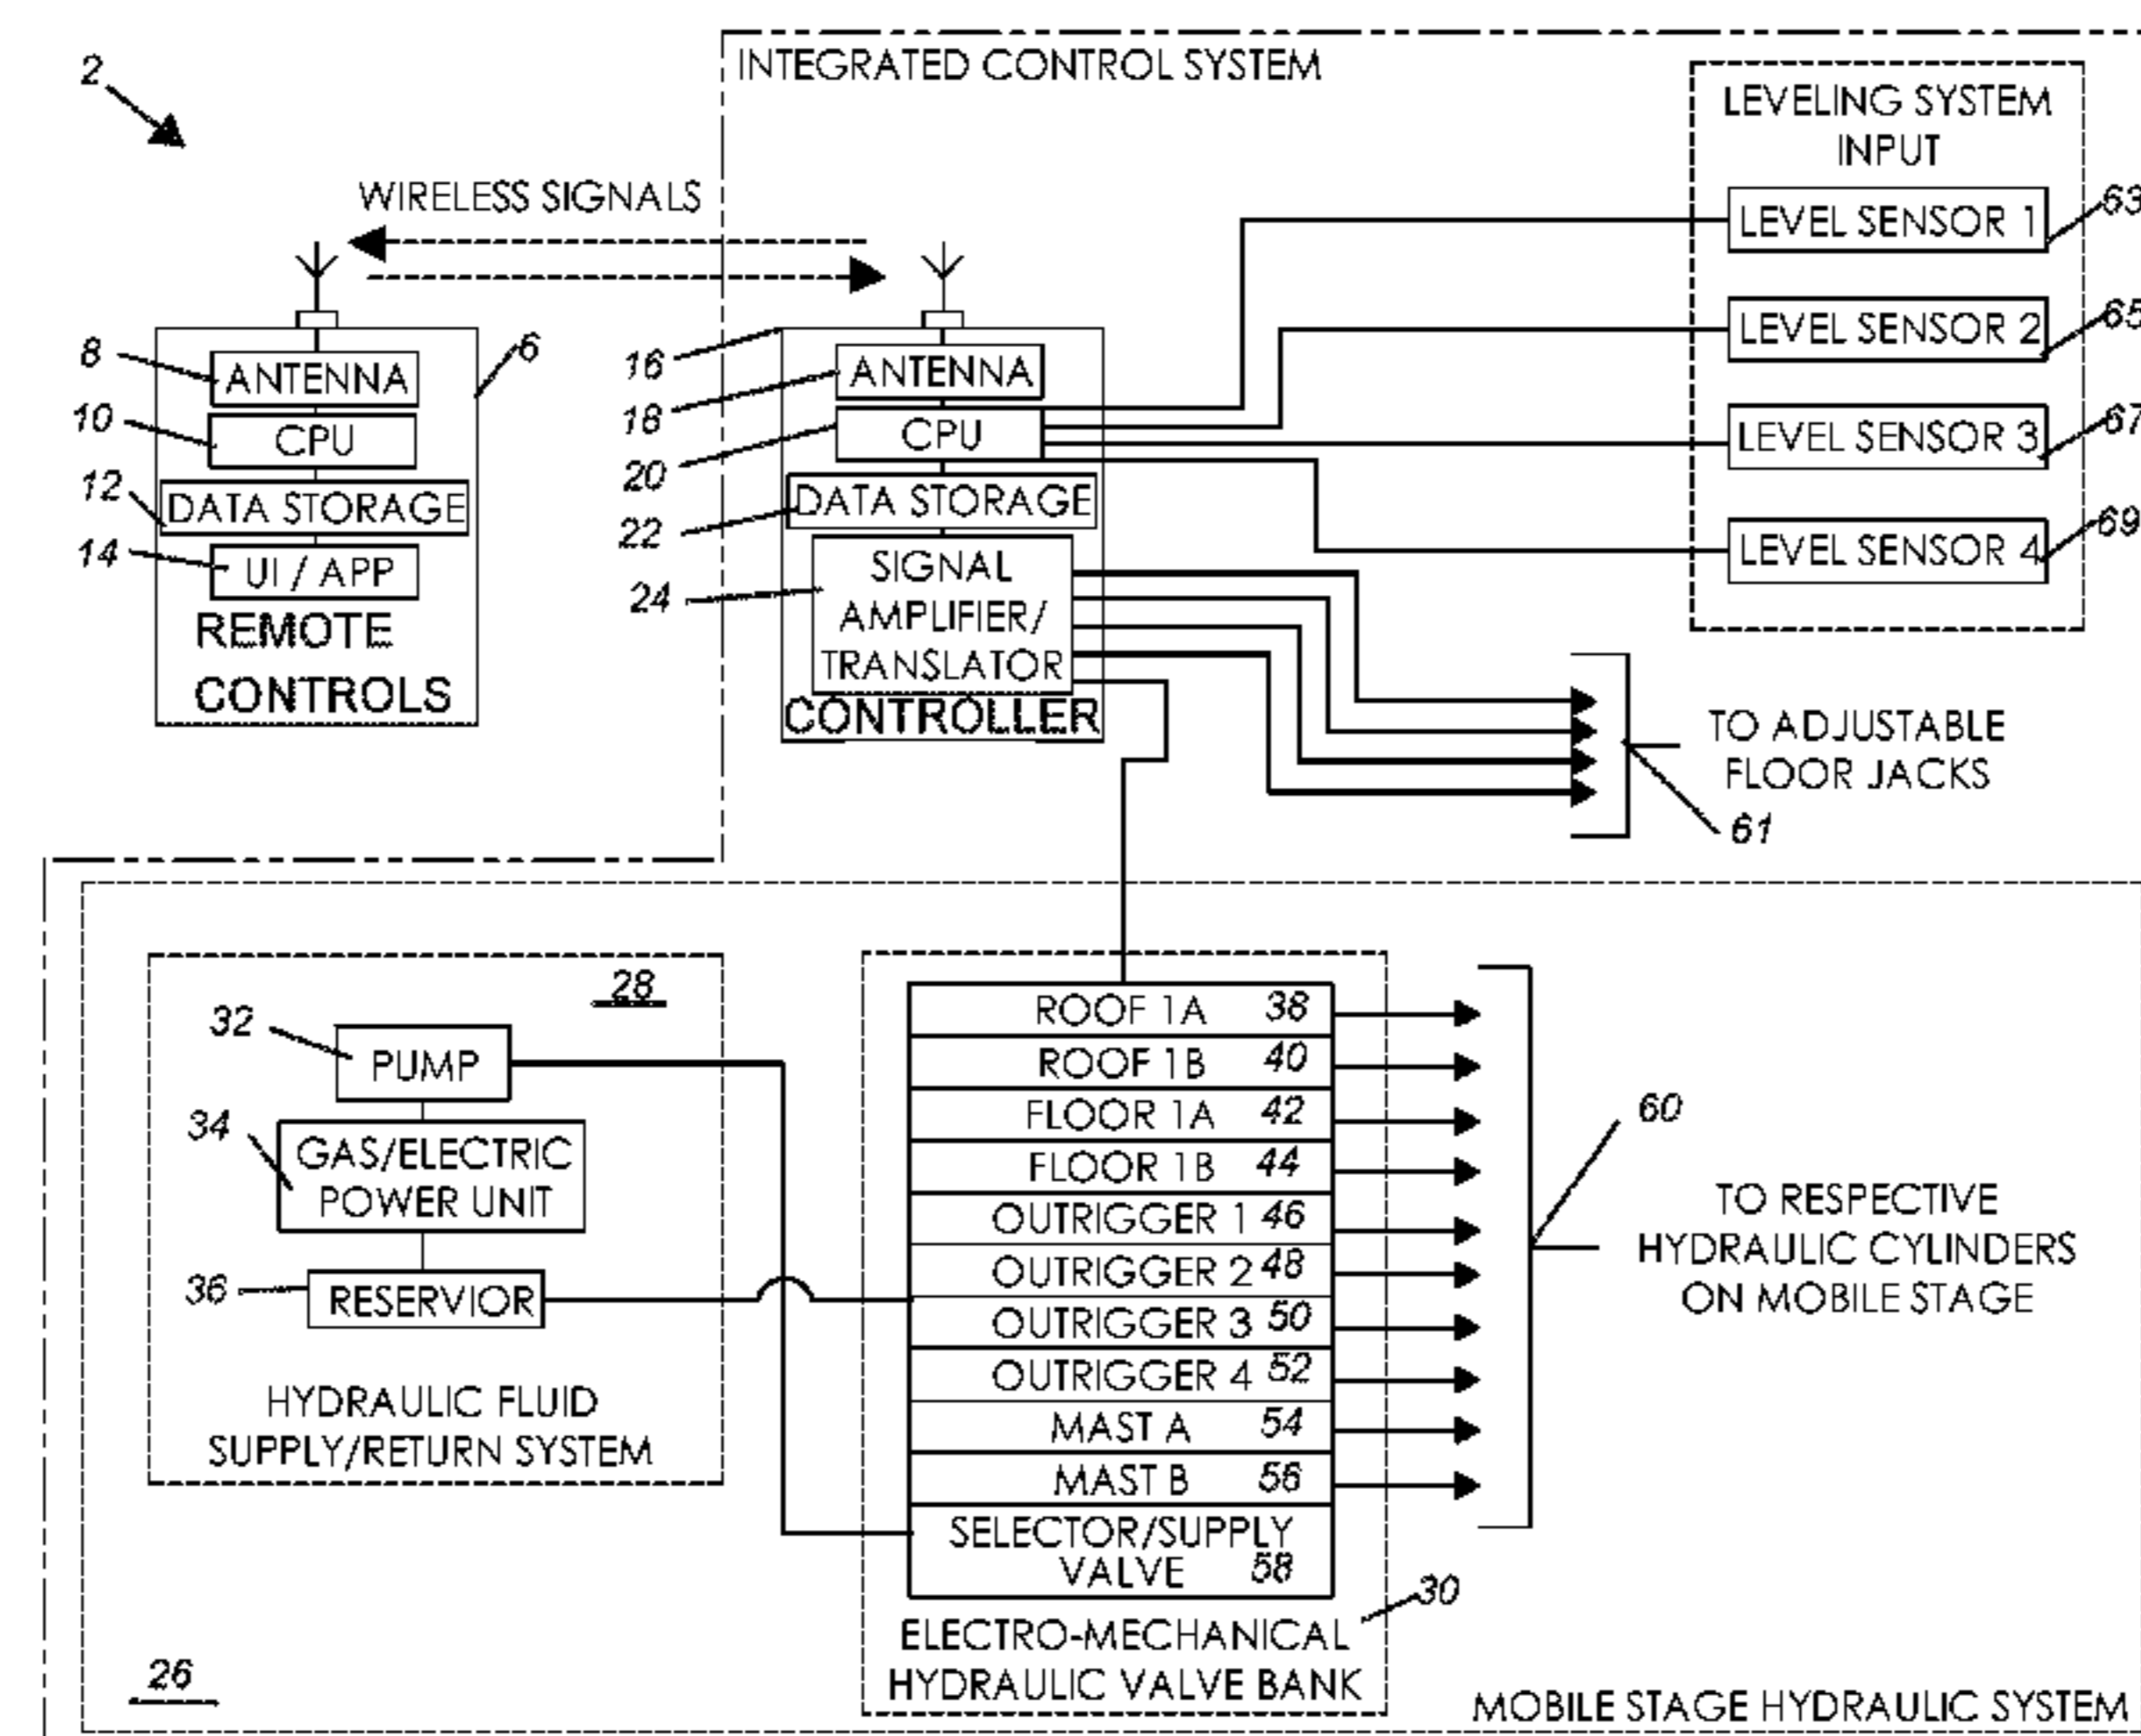 2
INTEGRATED CONTROL SYSTEM
WIRELESS SIGNALS
LEVELING SYSTEM
INPUT
LEVEL SENSOR 1
63
LEVEL SENSOR 2
65
LEVEL SENSOR 3
67
LEVEL SENSOR 4
69
6
8
ANTENNA
10
CPU
12
DATA STORAGE
14
UI / APP
REMOTE
CONTROLS
16
18
ANTENNA
20
CPU
22
DATA STORAGE
24
SIGNAL
AMPLIFIER/
TRANSLATOR
CONTROLLER
TO ADJUSTABLE
FLOOR JACKS
61
28
32
PUMP
34
GAS/ELECTRIC
POWER UNIT
36
RESERVIOR
HYDRAULIC FLUID
SUPPLY/RETURN SYSTEM
ROOF 1A 38
ROOF 1B 40
FLOOR 1A 42
FLOOR 1B 44
OUTRIGGER 1 46
OUTRIGGER 2 48
OUTRIGGER 3 50
OUTRIGGER 4 52
MAST A 54
MAST B 56
SELECTOR/SUPPLY
VALVE 58
30
ELECTRO-MECHANICAL
HYDRAULIC VALVE BANK
60
TO RESPECTIVE
HYDRAULIC CYLINDERS
ON MOBILE STAGE
26
MOBILE STAGE HYDRAULIC SYSTEM